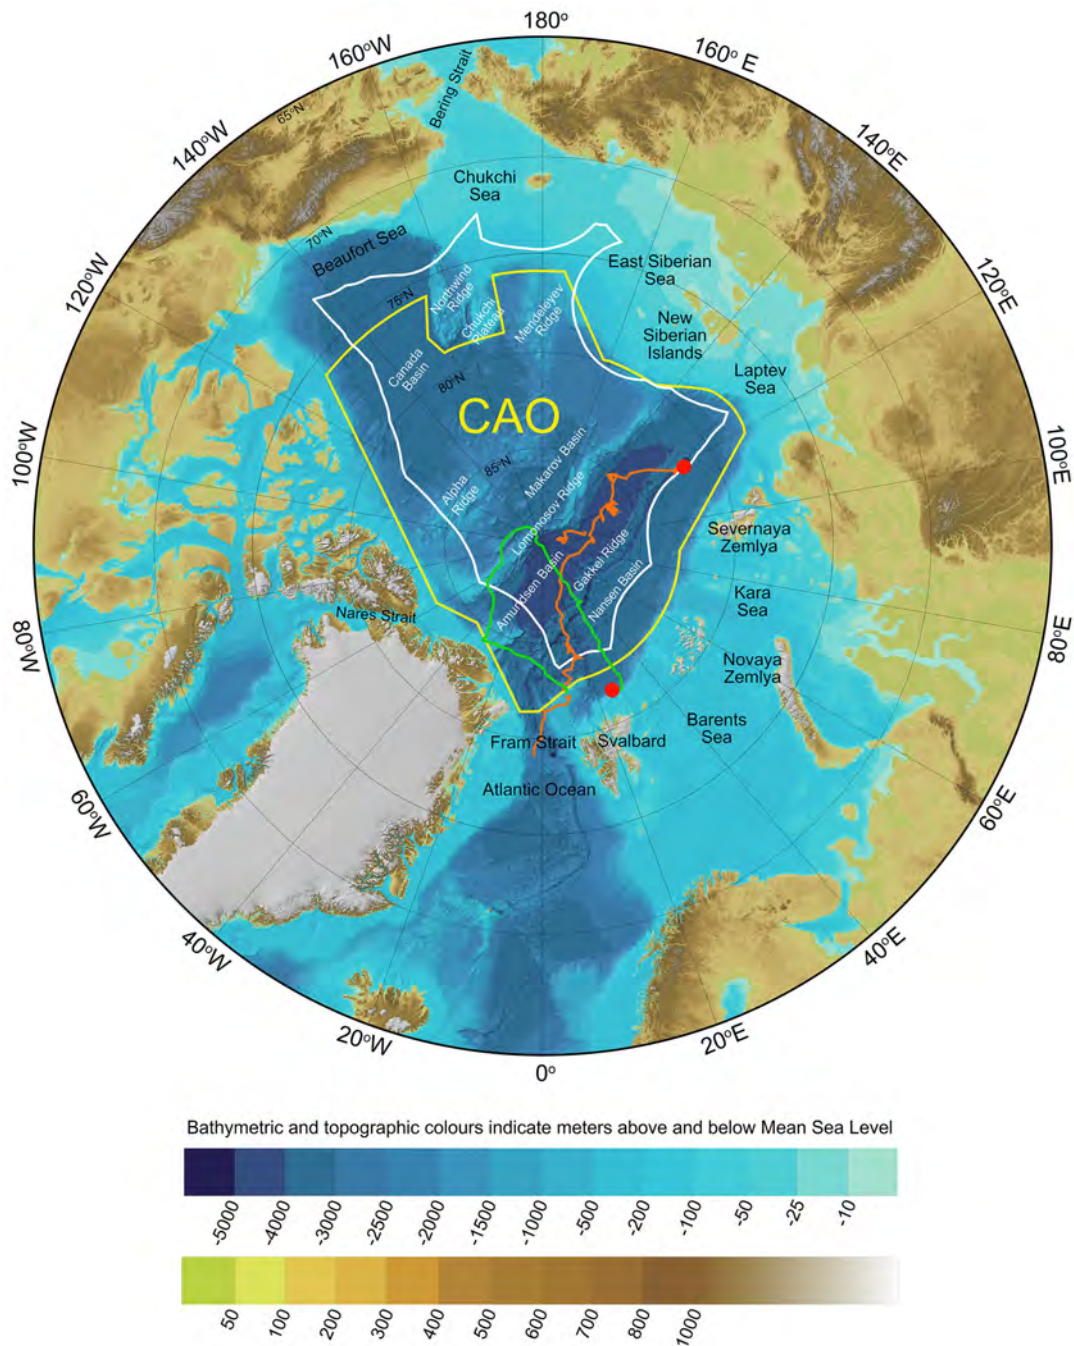 180°
160°W
160° E
Bering Strait
65°N
140°W
140°E
Chukchi
Sea
70°N
Beaufort Sea
East Siberian
Sea
120°W
120°E
75°N
Northwind
Ridge
Chukchi
Plateau
Mendeleyev
Ridge
New
Siberian
Islands
Canada
Basin
Laptev
Sea
80°N
CAO
100°W
100°E
85°N
Makarov Basin
Alpha
Ridge
Lomonosov Ridge
Severnaya
Zemlya
Amundsen Basin
Gakkel Ridge
Nansen Basin
Kara
Sea
Nares Strait
80°W
80°E
Novaya
Zemlya
Barents
Sea
Fram Strait
Svalbard
Atlantic Ocean
60°W
60°E
40°W
40°E
20°W
20°E
0°
Bathymetric and topographic colours indicate meters above and below Mean Sea Level
-5000
-4000
-3000
-2500
-2000
-1500
-1000
-500
-200
-100
-50
-25
-10
50
100
200
300
400
500
600
700
800
1000